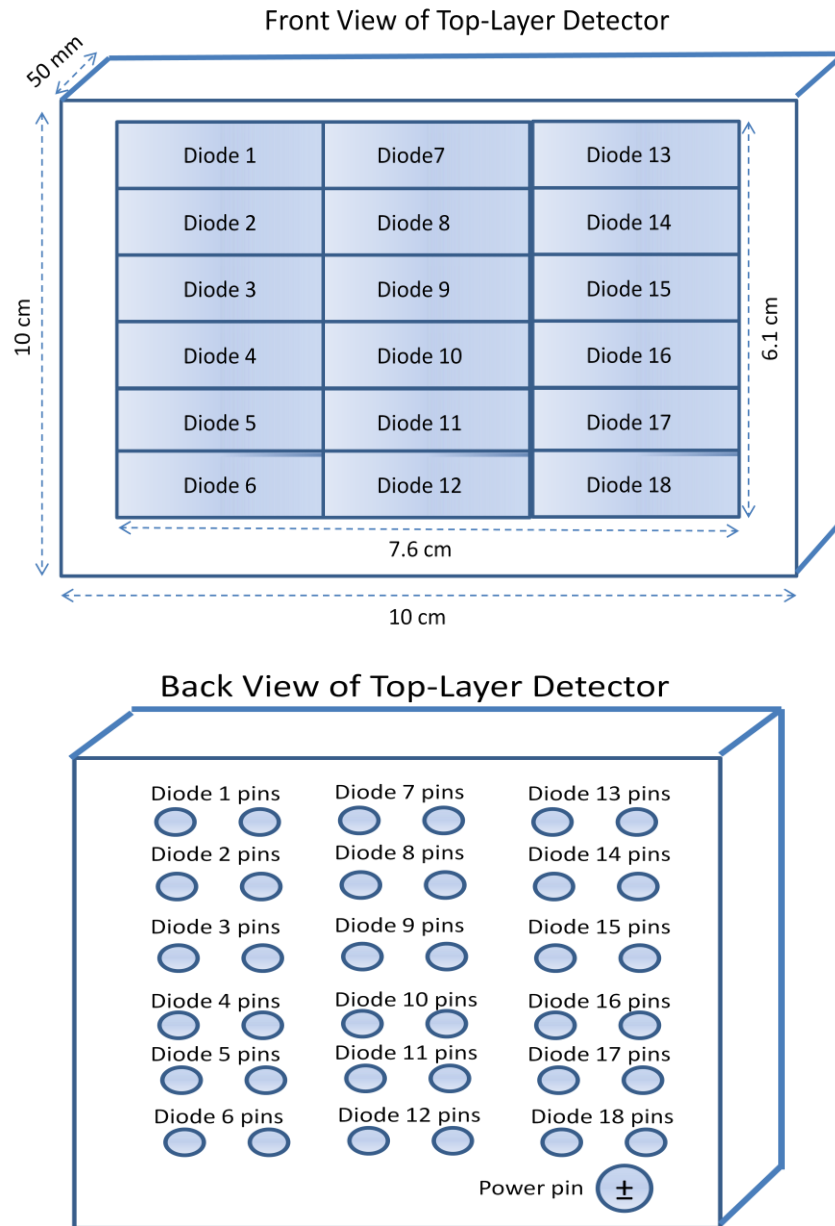 Front View of Top-Layer Detector
50 mm
Diode 1 Diode7 Diode 13
Diode 2 Diode 8 Diode 14
Diode 3 Diode 9 Diode 15
10 cm
6.1 cm
Diode 4 Diode 10 Diode 16
Diode 5 Diode 11 Diode 17
Diode 6 Diode 12 Diode 18
7.6 cm
10 cm
Back View of Top-Layer Detector
Diode 1 pins Diode 7 pins Diode 13 pins
Diode 2 pins Diode 8 pins Diode 14 pins
Diode 3 pins Diode 9 pins Diode 15 pins
Diode 4 pins Diode 10 pins Diode 16 pins
Diode 5 pins Diode 11 pins Diode 17 pins
Diode 6 pins Diode 12 pins Diode 18 pins
Power pin ±